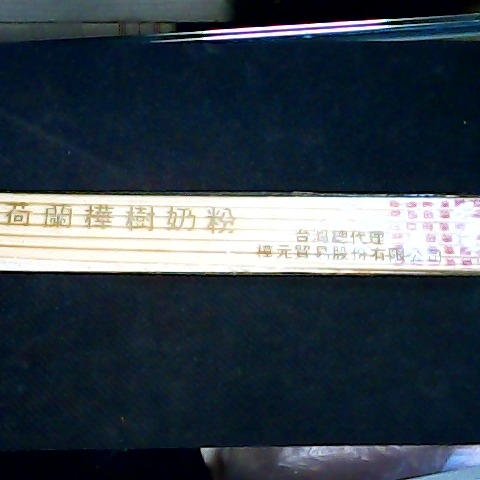 荷蘭樺樹奶粉
台灣總代理
樟元貿易股份有限公司